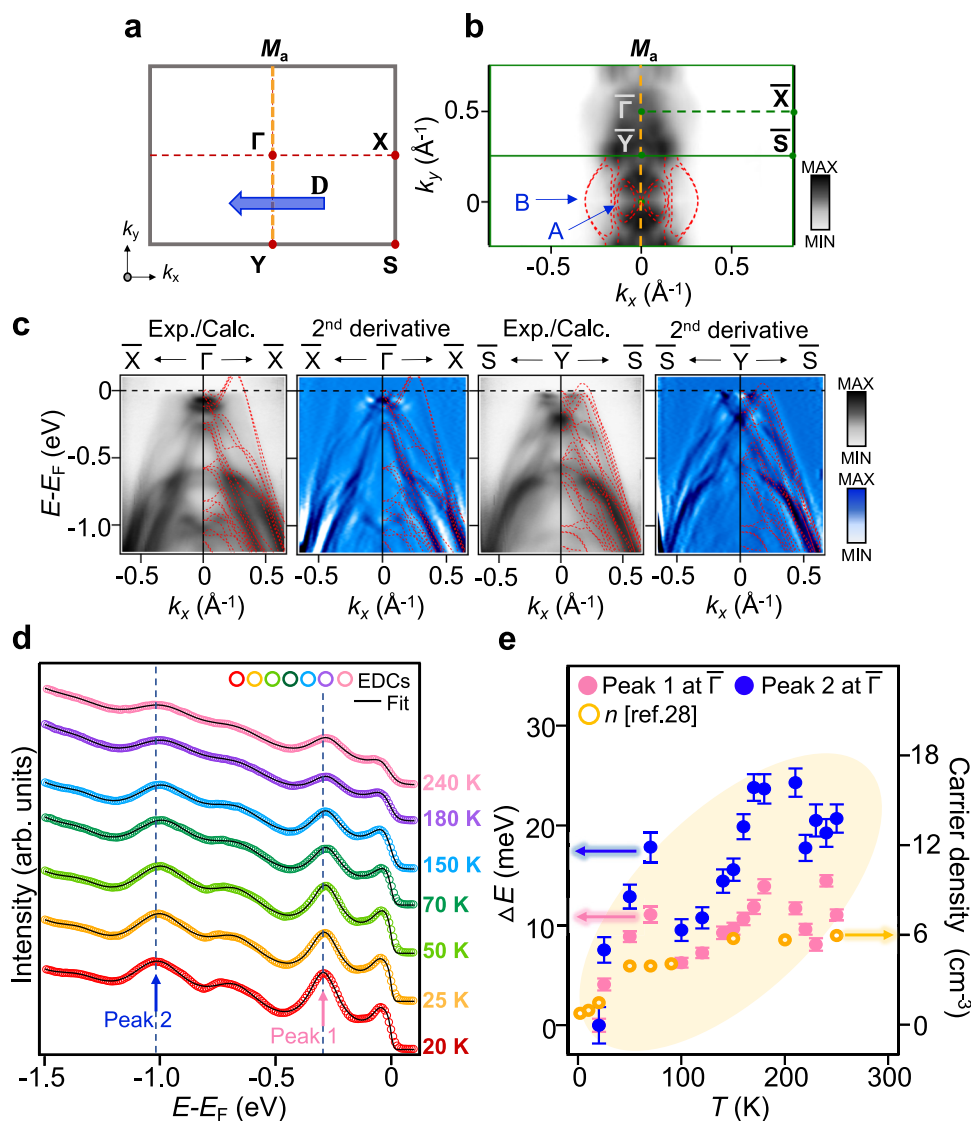 a
Mₐ
Γ
X
D
Y
S
k_y
k_x
b
Mₐ
Γ̅
X̅
Y̅
S̅
B
A
0.5
0
k_y (Å⁻¹)
-0.5
0
0.5
k_x (Å⁻¹)
MAX
MIN
c
Exp./Calc.
2ⁿᵈ derivative
Exp./Calc.
2ⁿᵈ derivative
X̅ ← Γ̅ → X̅
X̅ ← Γ̅ → X̅
S̅ ← Y̅ → S̅
S̅ ← Y̅ → S̅
0
-0.5
-1.0
E-E_F (eV)
-0.5 0 0.5
-0.5 0 0.5
-0.5 0 0.5
-0.5 0 0.5
k_x (Å⁻¹)
k_x (Å⁻¹)
k_x (Å⁻¹)
k_x (Å⁻¹)
MAX
MIN
MAX
MIN
d
EDCs
Fit
240 K
180 K
150 K
70 K
50 K
25 K
20 K
Peak 2
Peak 1
Intensity (arb. units)
-1.5
-1.0
-0.5
0
E-E_F (eV)
e
Peak 1 at Γ̅
Peak 2 at Γ̅
n [ref.28]
30
20
10
0
ΔE (meV)
18
12
6
0
Carrier density (cm⁻³)
0
100
200
300
T (K)